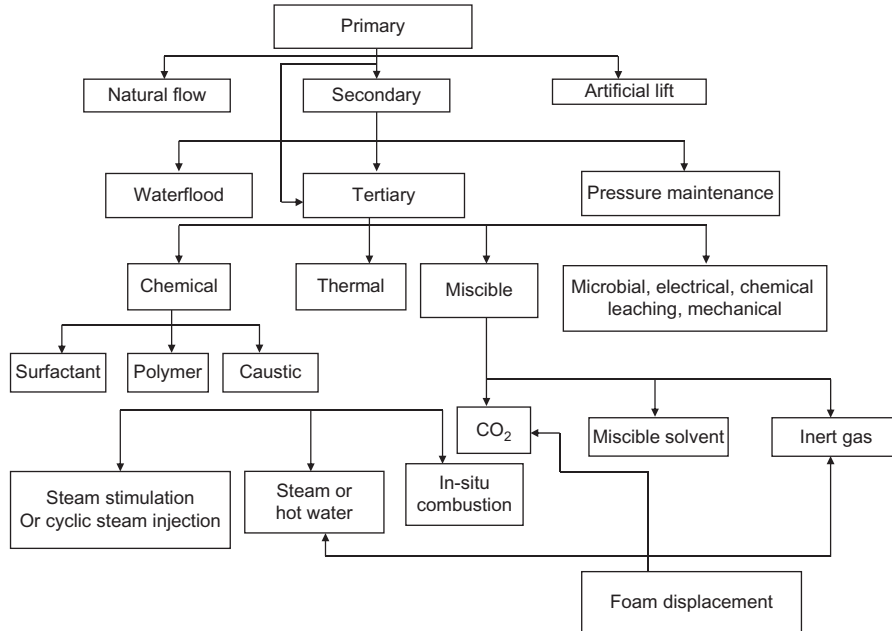 Primary
Natural flow
Secondary
Artificial lift
Waterflood
Tertiary
Pressure maintenance
Chemical
Thermal
Miscible
Microbial, electrical, chemical
leaching, mechanical
Surfactant
Polymer
Caustic
CO₂
Miscible solvent
Inert gas
Steam stimulation
Or cyclic steam injection
Steam or
hot water
In-situ
combustion
Foam displacement